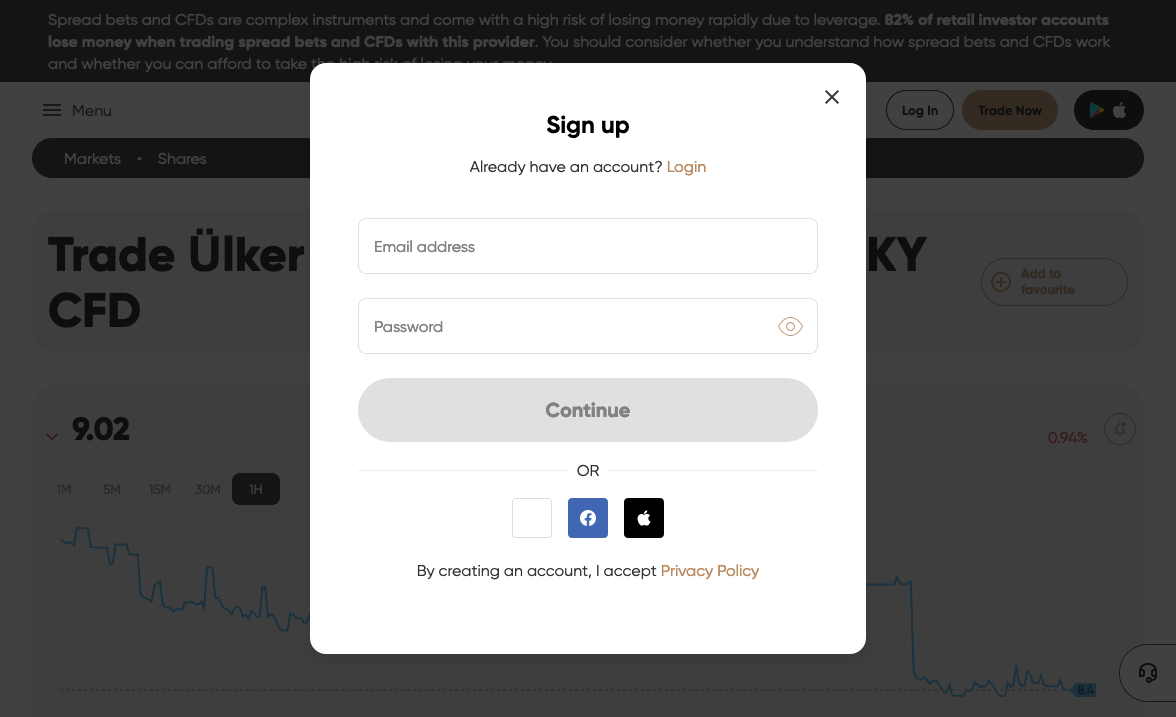 Spread bets and CFDs are complex instruments and come with a high risk of losing money rapidly due to leverage. 82% of retail investor accounts
lose money when trading spread bets and CFDs with this provider. You should consider whether you understand how spread bets and CFDs work
and whether you can afford to take the high risk of losing your money.
Menu
Log In
Trade Now
Markets • Shares
Sign up
Already have an account? Login
Trade Ülker
KY
CFD
Add to
favourite
Email address
Password
Continue
9.02
0.94%
1M
5M
15M
30M
1H
OR
By creating an account, I accept Privacy Policy
8.4